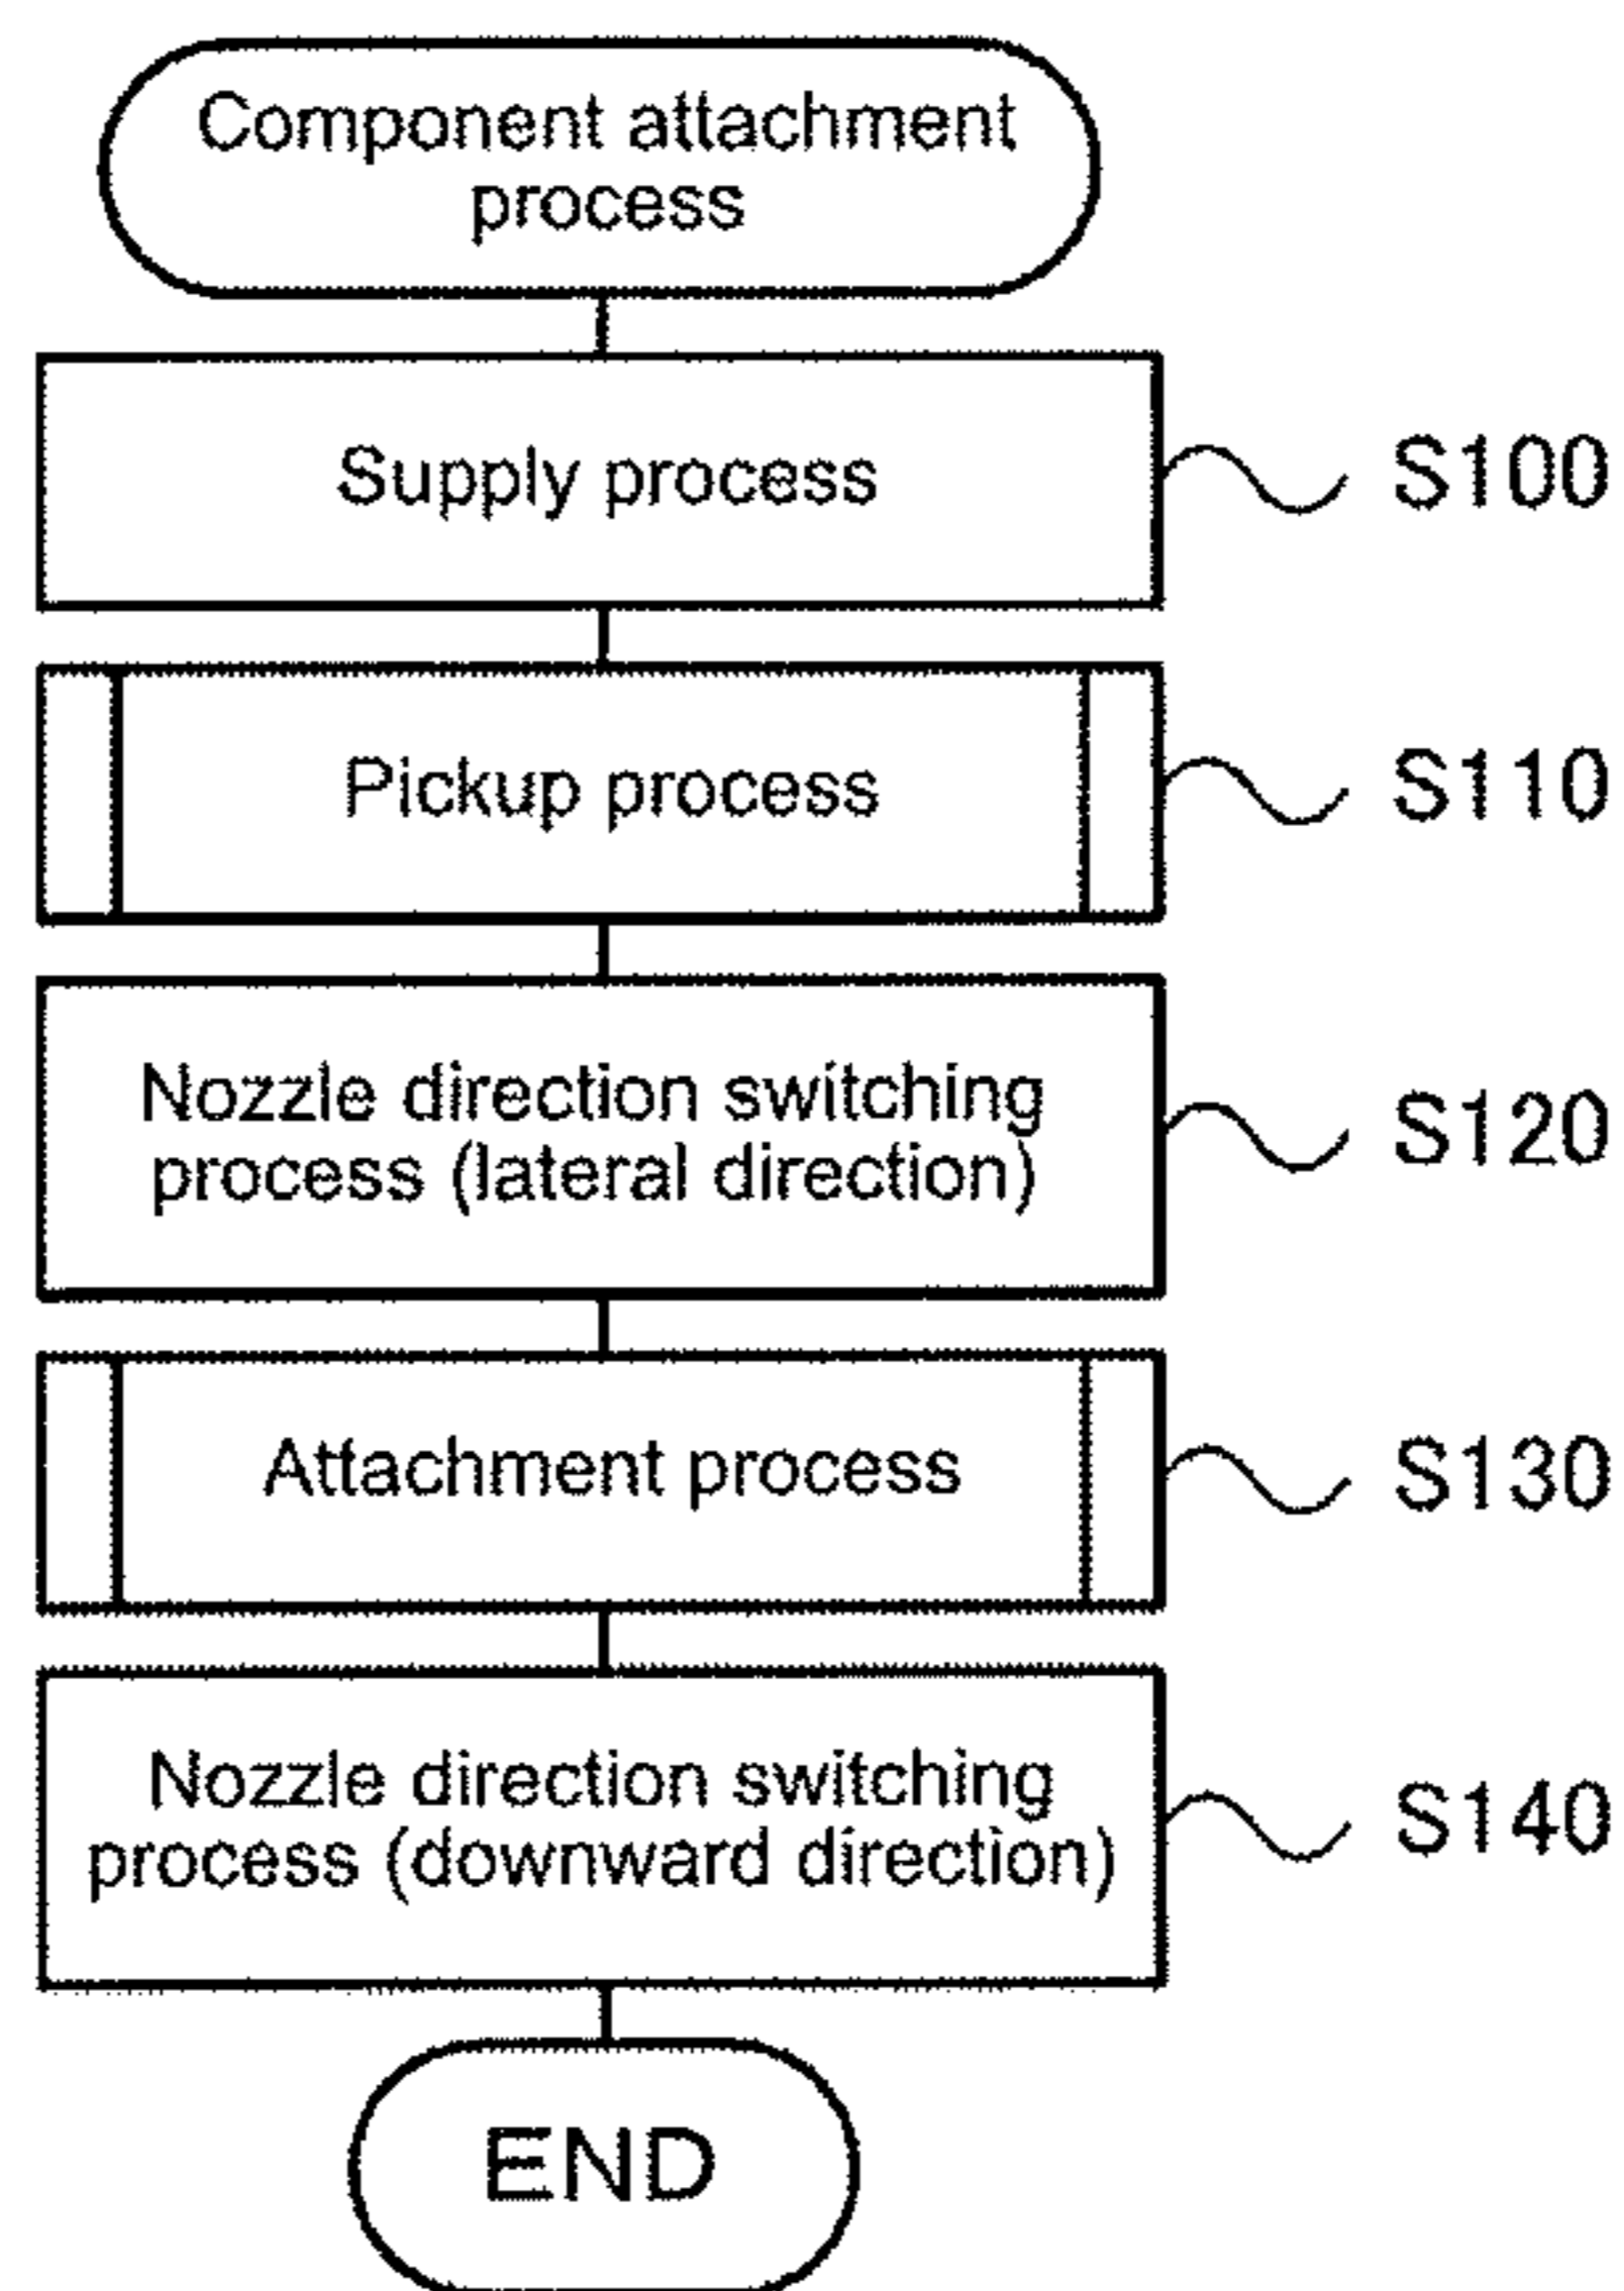 Component attachment
process
Supply process
S100
Pickup process
S110
Nozzle direction switching
process (lateral direction)
S120
Attachment process
S130
Nozzle direction switching
process (downward direction)
S140
END